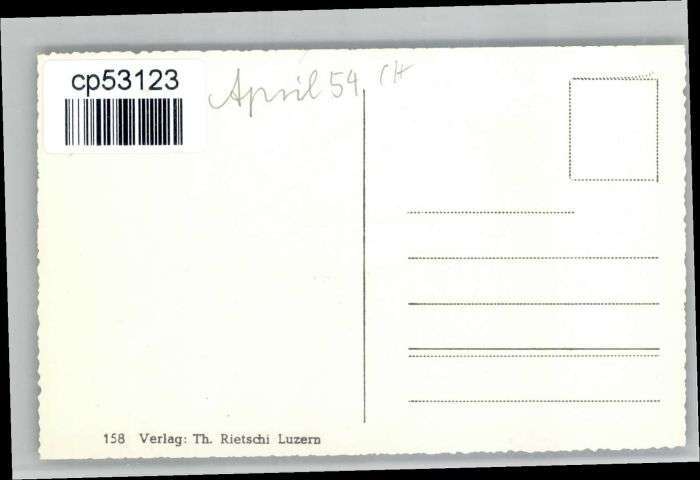 cp53123
April 54 CH
158 Verlag: Th. Rietschi Luzern